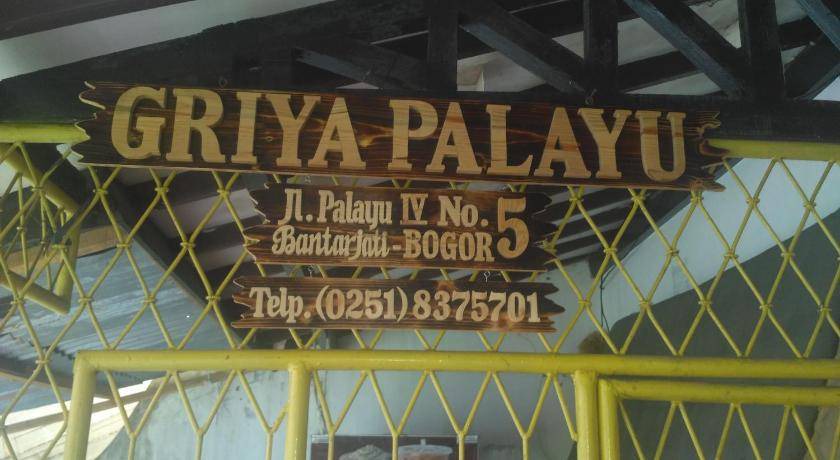 GRIYA PALAYU
Jl. Palayu IV No. 5
Bantarjati - BOGOR
Telp. (0251) 8375701